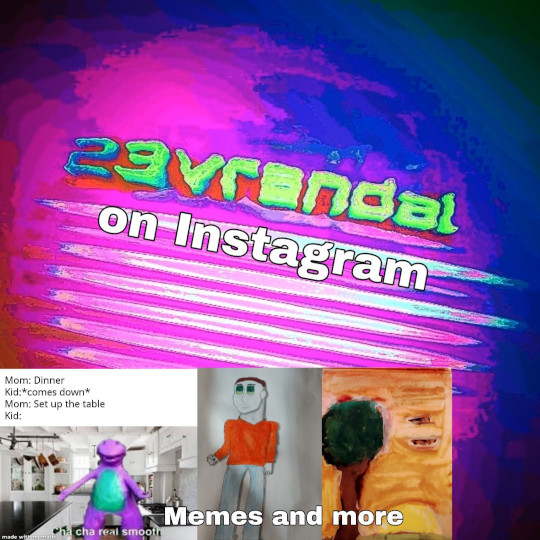 23vrandal
on Instagram
Mom: Dinner
Kid:*comes down*
Mom: Set up the table
Kid:
cha cha real smooth
Memes and more
made with mematic